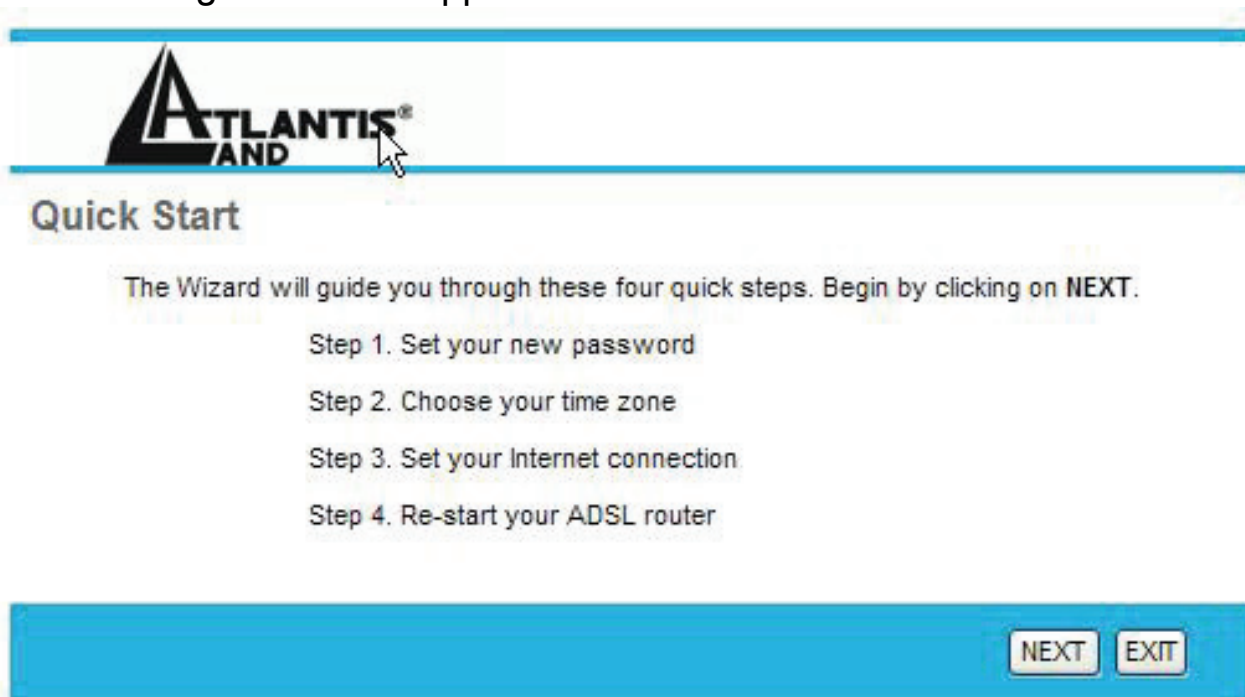 ATLANTIS®
LAND
Quick Start
The Wizard will guide you through these four quick steps. Begin by clicking on NEXT.
Step 1. Set your new password
Step 2. Choose your time zone
Step 3. Set your Internet connection
Step 4. Re-start your ADSL router
NEXT EXIT